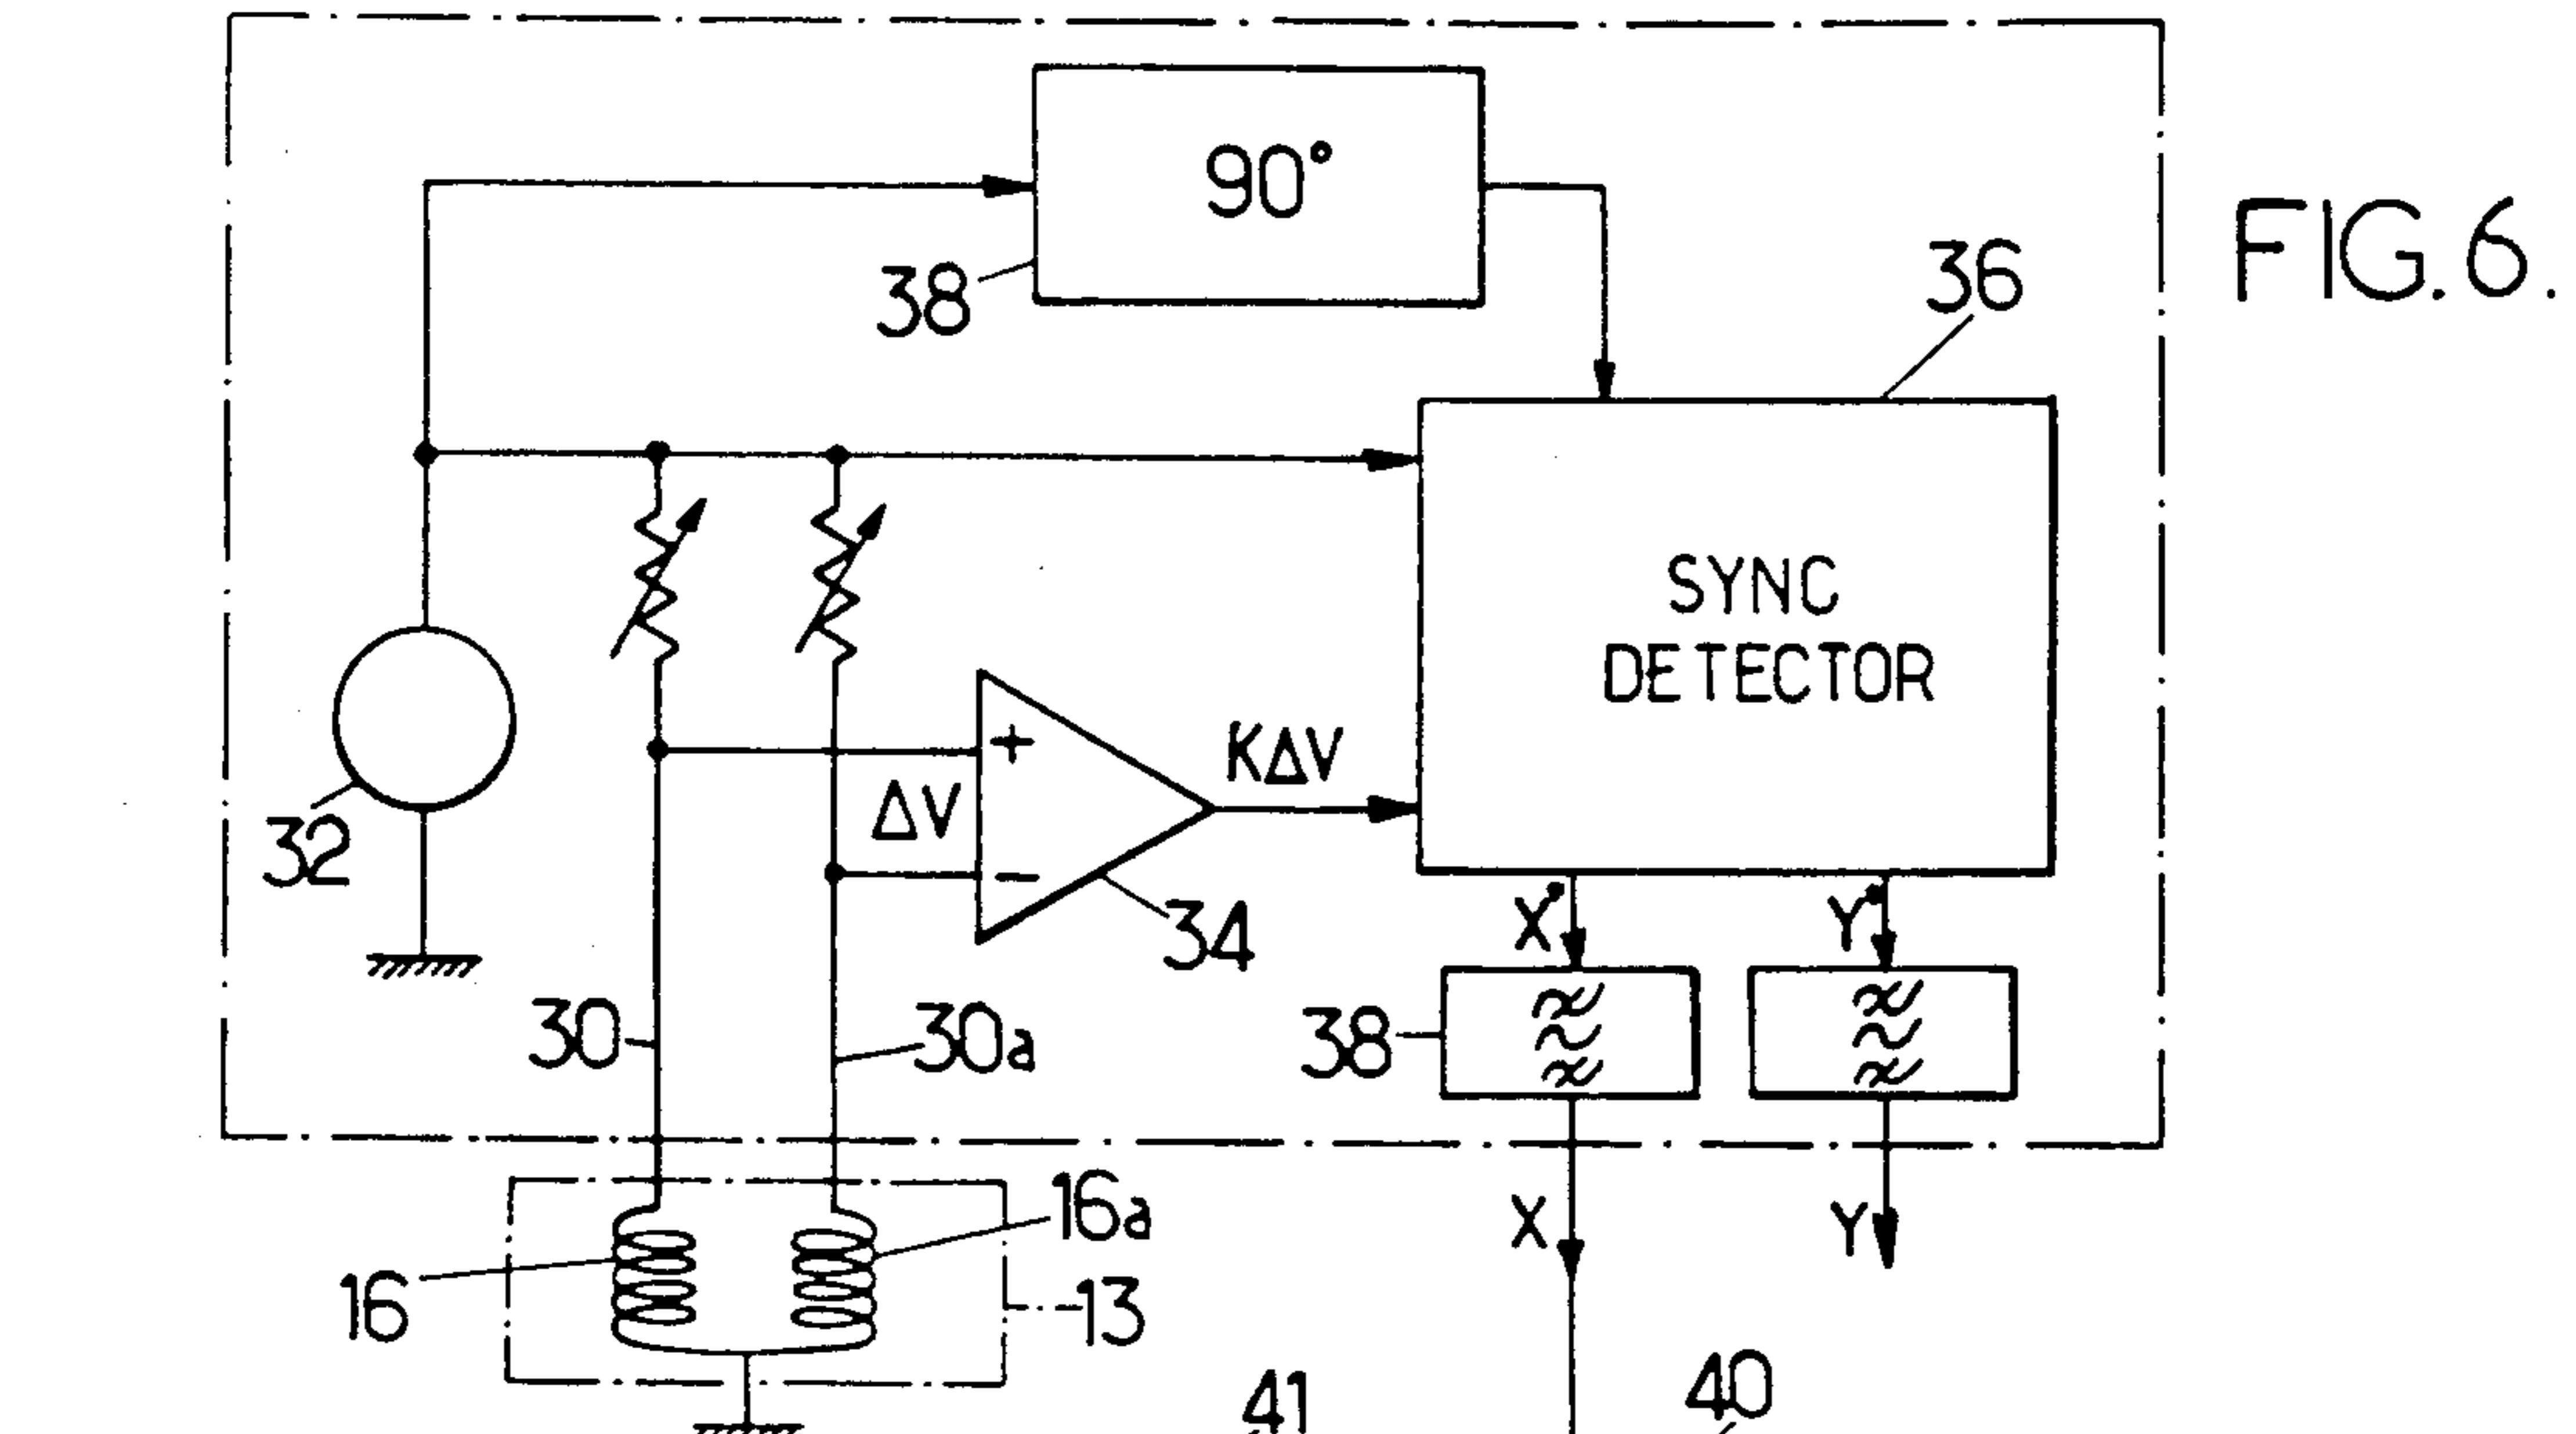 90°
38
36
FIG.6.
SYNC
DETECTOR
+
KΔV
ΔV
−
32
34
X°
Y°
30
30a
38
16a
X
Y
16
13
41
40